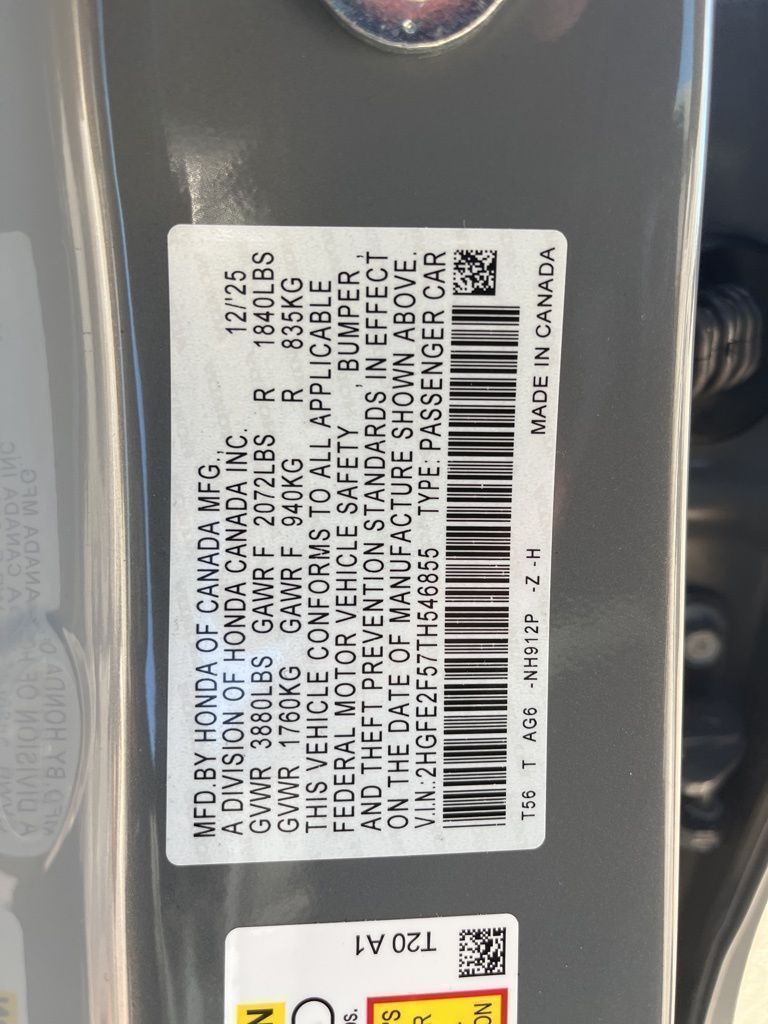 MFD.BY HONDA OF CANADA MFG.,
A DIVISION OF HONDA CANADA INC. 12/'25
GVWR 3880LBS GAWR F 2072LBS R 1840LBS
GVWR 1760KG GAWR F 940KG R 835KG
THIS VEHICLE CONFORMS TO ALL APPLICABLE
FEDERAL MOTOR VEHICLE SAFETY, BUMPER,
AND THEFT PREVENTION STANDARDS IN EFFECT
ON THE DATE OF MANUFACTURE SHOWN ABOVE.
V.I.N.:2HGFE2F57TH546855 TYPE: PASSENGER CAR
T56 T AG6 -NH912P -Z -H MADE IN CANADA
T20 A1